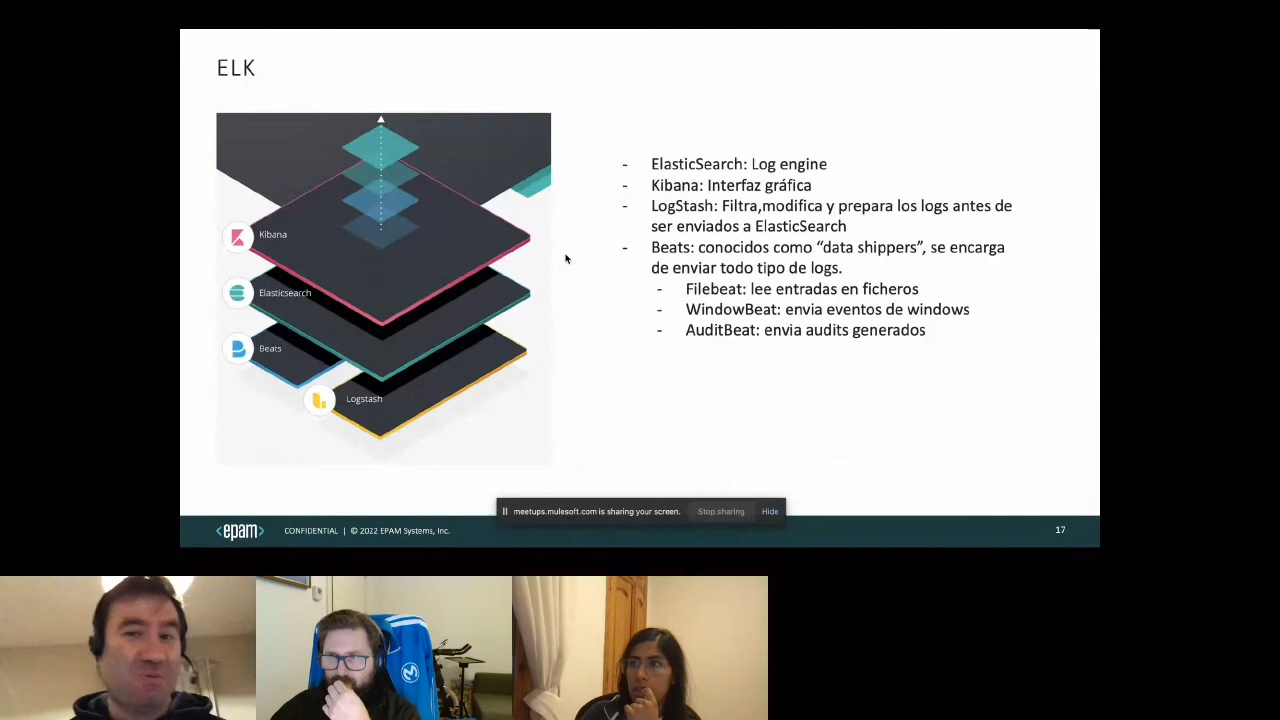 ELK
Kibana
Elasticsearch
Beats
Logstash
- ElasticSearch: Log engine
- Kibana: Interfaz gráfica
- LogStash: Filtra,modifica y prepara los logs antes de
ser enviados a ElasticSearch
- Beats: conocidos como “data shippers”, se encarga
de enviar todo tipo de logs.
- Filebeat: lee entradas en ficheros
- WindowBeat: envia eventos de windows
- AuditBeat: envia audits generados
meetups.mulesoft.com is sharing your screen. Stop sharing Hide
<epam> CONFIDENTIAL | © 2022 EPAM Systems, Inc. 17